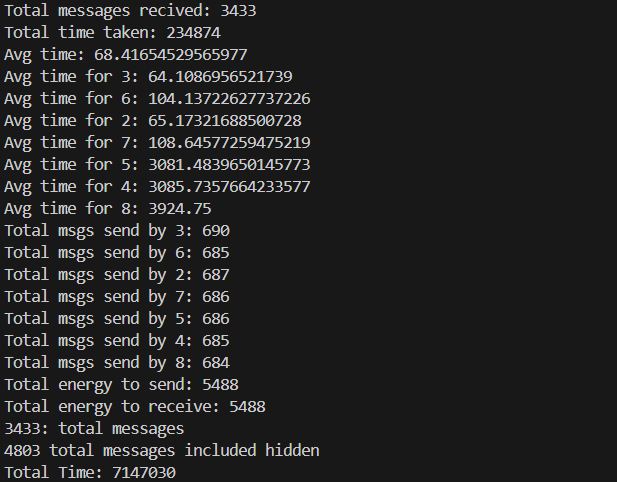 Total messages recived: 3433
Total time taken: 234874
Avg time: 68.41654529565977
Avg time for 3: 64.1086956521739
Avg time for 6: 104.13722627737226
Avg time for 2: 65.17321688500728
Avg time for 7: 108.64577259475219
Avg time for 5: 3081.4839650145773
Avg time for 4: 3085.7357664233577
Avg time for 8: 3924.75
Total msgs send by 3: 690
Total msgs send by 6: 685
Total msgs send by 2: 687
Total msgs send by 7: 686
Total msgs send by 5: 686
Total msgs send by 4: 685
Total msgs send by 8: 684
Total energy to send: 5488
Total energy to receive: 5488
3433: total messages
4803 total messages included hidden
Total Time: 7147030